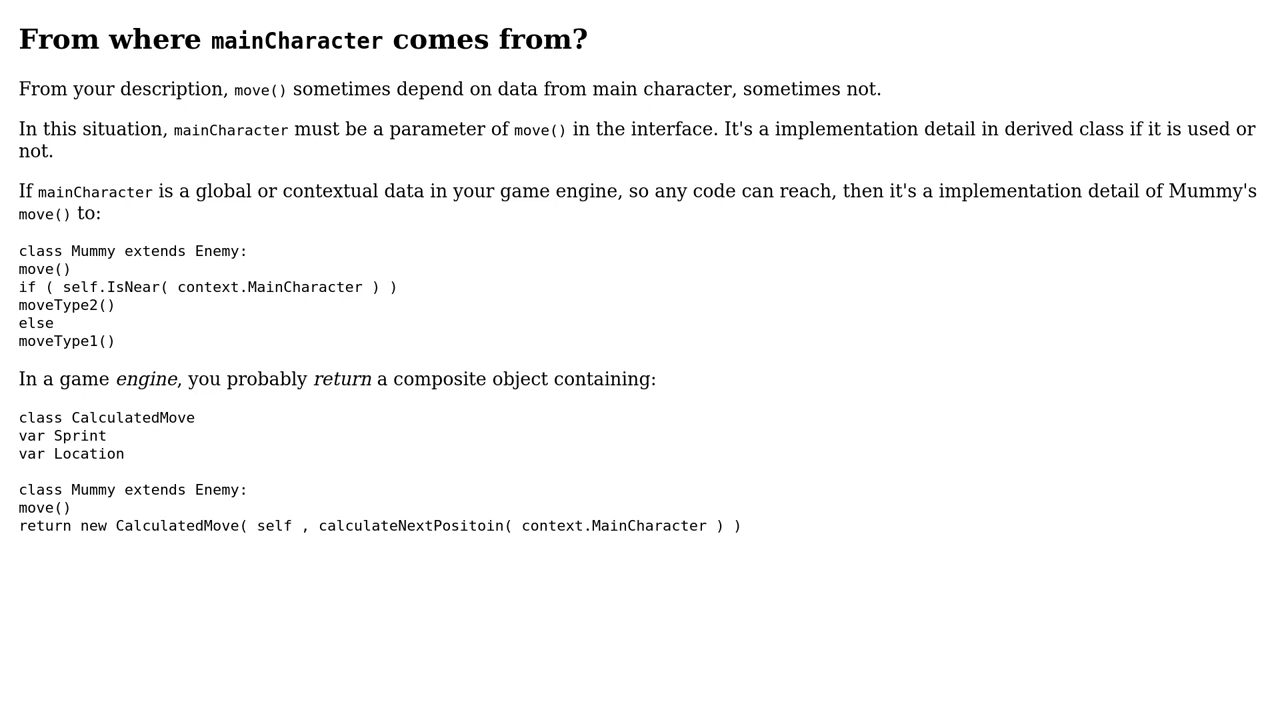 From where mainCharacter comes from?
From your description, move() sometimes depend on data from main character, sometimes not.
In this situation, mainCharacter must be a parameter of move() in the interface. It's a implementation detail in derived class if it is used or
not.
If mainCharacter is a global or contextual data in your game engine, so any code can reach, then it's a implementation detail of Mummy's
move() to:
class Mummy extends Enemy:
move()
if ( self.IsNear( context.MainCharacter ) )
moveType2()
else
moveType1()
In a game engine, you probably return a composite object containing:
class CalculatedMove
var Sprint
var Location
class Mummy extends Enemy:
move()
return new CalculatedMove( self , calculateNextPositoin( context.MainCharacter ) )